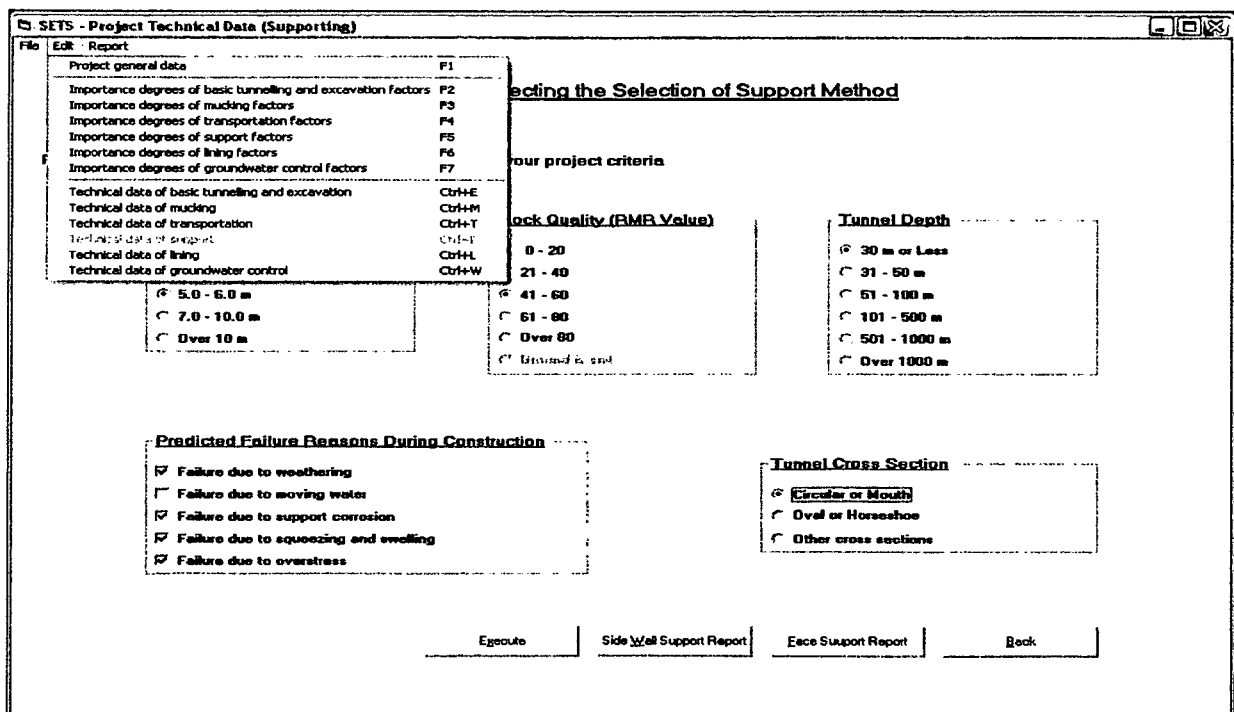 SETS - Project Technical Data (Supporting)
File Edit Report
Project general data F1
Importance degrees of basic tunnelling and excavation factors F2
Importance degrees of mucking factors F3
Importance degrees of transportation factors F4
Importance degrees of support factors F5
Importance degrees of lining factors F6
Importance degrees of groundwater control factors F7
Technical data of basic tunnelling and excavation Ctrl+E
Technical data of mucking Ctrl+M
Technical data of transportation Ctrl+T
Technical data of support
Technical data of lining Ctrl+L
Technical data of groundwater control Ctrl+W
ecting the Selection of Support Method
your project criteria
5.0 - 6.0 m
7.0 - 10.0 m
Over 10 m
ock Quality (RMR Value)
0 - 20
21 - 40
41 - 60
61 - 80
Over 80
Ground is soil
Tunnel Depth
30 m or Less
31 - 50 m
51 - 100 m
101 - 500 m
501 - 1000 m
Over 1000 m
Predicted Failure Reasons During Construction
Failure due to weathering
Failure due to moving water
Failure due to support corrosion
Failure due to squeezing and swelling
Failure due to overstress
Tunnel Cross Section
Circular or Mouth
Oval or Horseshoe
Other cross sections
Execute
Side Wall Support Report
Face Support Report
Back